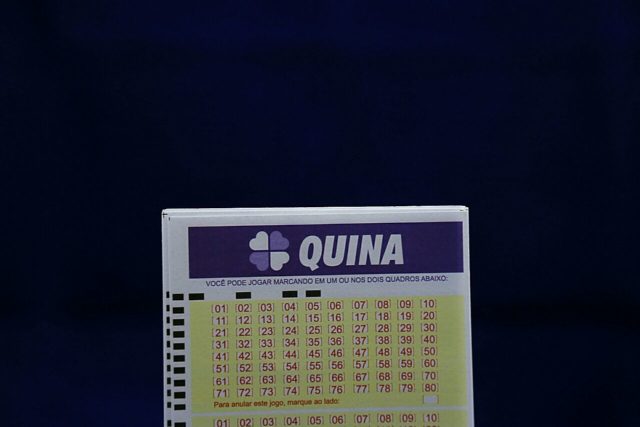 QUINA
VOCÊ PODE JOGAR MARCANDO EM UM OU NOS DOIS QUADROS ABAIXO:
[01] [02] [03] [04] [05] [06] [07] [08] [09] [10]
[11] [12] [13] [14] [15] [16] [17] [18] [19] [20]
[21] [22] [23] [24] [25] [26] [27] [28] [29] [30]
[31] [32] [33] [34] [35] [36] [37] [38] [39] [40]
[41] [42] [43] [44] [45] [46] [47] [48] [49] [50]
[51] [52] [53] [54] [55] [56] [57] [58] [59] [60]
[61] [62] [63] [64] [65] [66] [67] [68] [69] [70]
[71] [72] [73] [74] [75] [76] [77] [78] [79] [80]
Para anular este jogo, marque ao lado: [ ]
[01] [02] [03] [04] [05] [06] [07] [08] [09] [10]